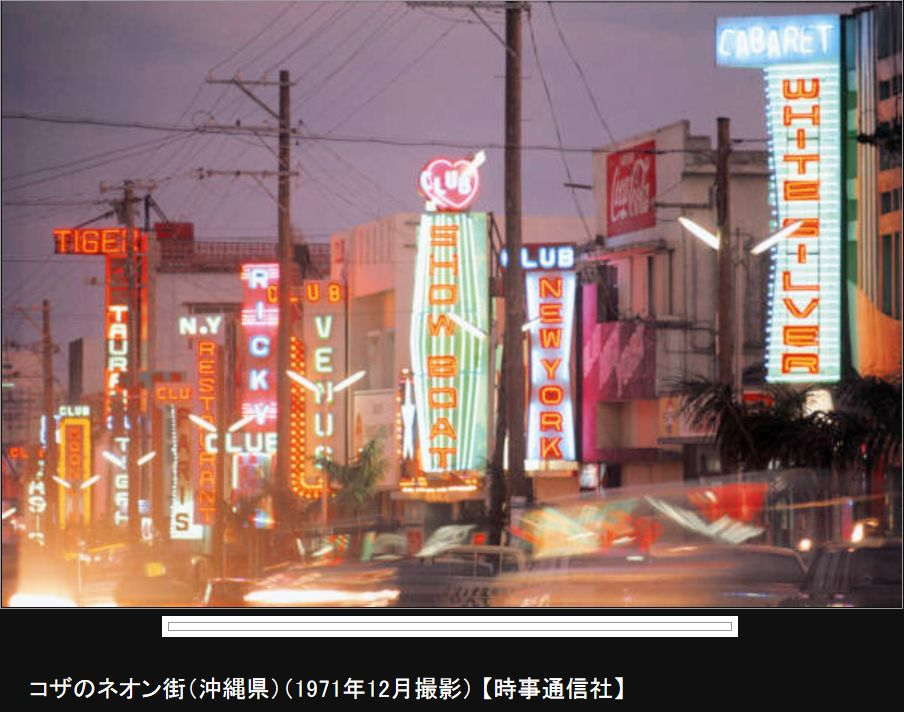 CABARET
WHITE SILVER
Coca-Cola
CLUB
SHOW BOAT
CLUB
NEW YORK
TIGER
N.Y
RESTAURANT
RICKY
CLUB
CLUB
VENUS
CLUB
コザのネオン街（沖縄県）（1971年12月撮影）【時事通信社】